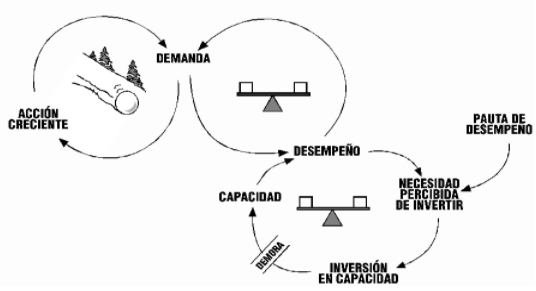 DEMANDA
ACCIÓN
CRECIENTE
PAUTA DE
DESEMPEÑO
DESEMPEÑO
NECESIDAD
PERCIBIDA
DE INVERTIR
CAPACIDAD
DEMORA
INVERSIÓN
EN CAPACIDAD